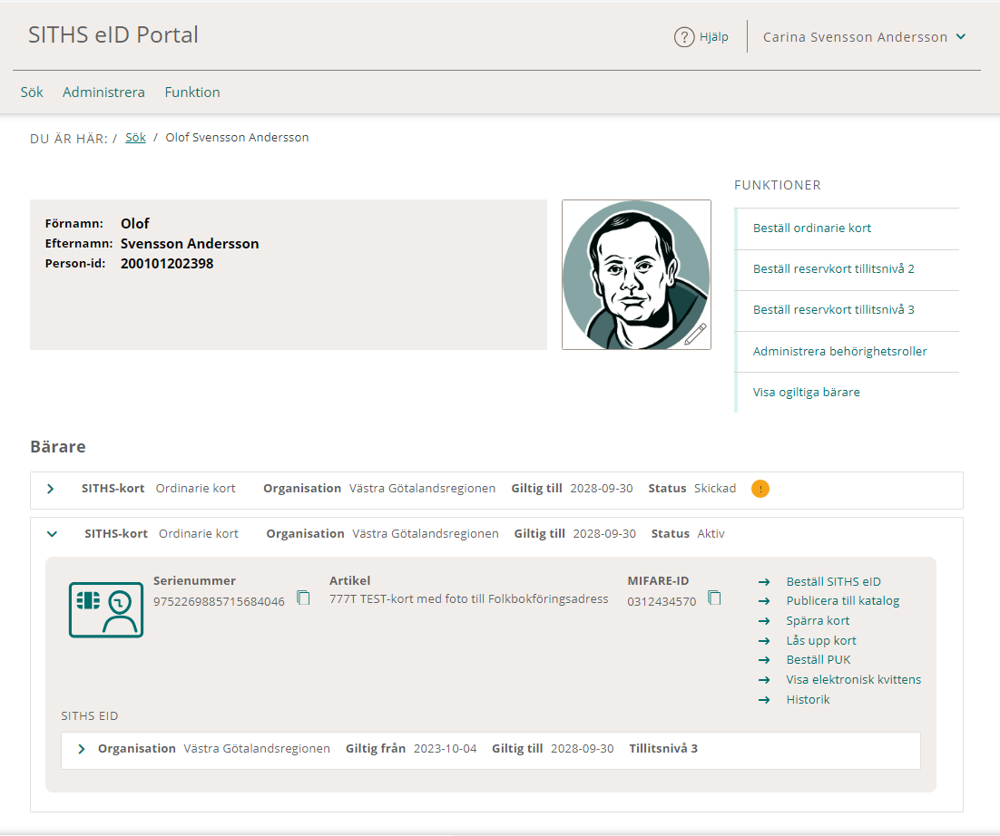 SITHS eID Portal
? Hjälp
Carina Svensson Andersson
Sök Administrera Funktion
DU ÄR HÄR: / Sök / Olof Svensson Andersson
Förnamn: Olof
Efternamn: Svensson Andersson
Person-id: 200101202398
FUNKTIONER
Beställ ordinarie kort
Beställ reservkort tillitsnivå 2
Beställ reservkort tillitsnivå 3
Administrera behörighetsroller
Visa ogiltiga bärare
Bärare
SITHS-kort Ordinarie kort Organisation Västra Götalandsregionen Giltig till 2028-09-30 Status Skickad !
SITHS-kort Ordinarie kort Organisation Västra Götalandsregionen Giltig till 2028-09-30 Status Aktiv
Serienummer
9752269885715684046
Artikel
777T TEST-kort med foto till Folkbokföringsadress
MIFARE-ID
0312434570
Beställ SITHS eID
Publicera till katalog
Spärra kort
Lås upp kort
Beställ PUK
Visa elektronisk kvittens
Historik
SITHS EID
Organisation Västra Götalandsregionen Giltig från 2023-10-04 Giltig till 2028-09-30 Tillitsnivå 3